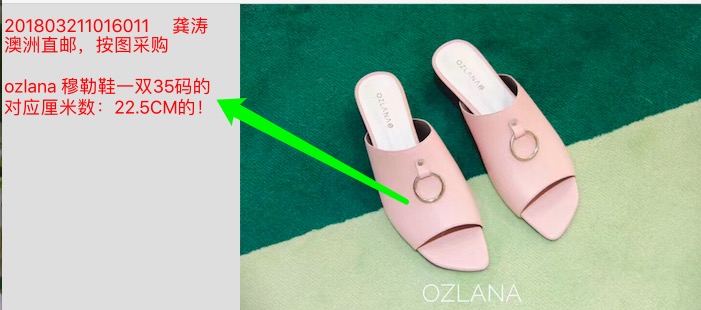 201803211016011 龚涛
澳洲直邮，按图采购
ozlana 穆勒鞋一双35码的
对应厘米数：22.5CM的！
OZLANA
OZLANA
OZLANA